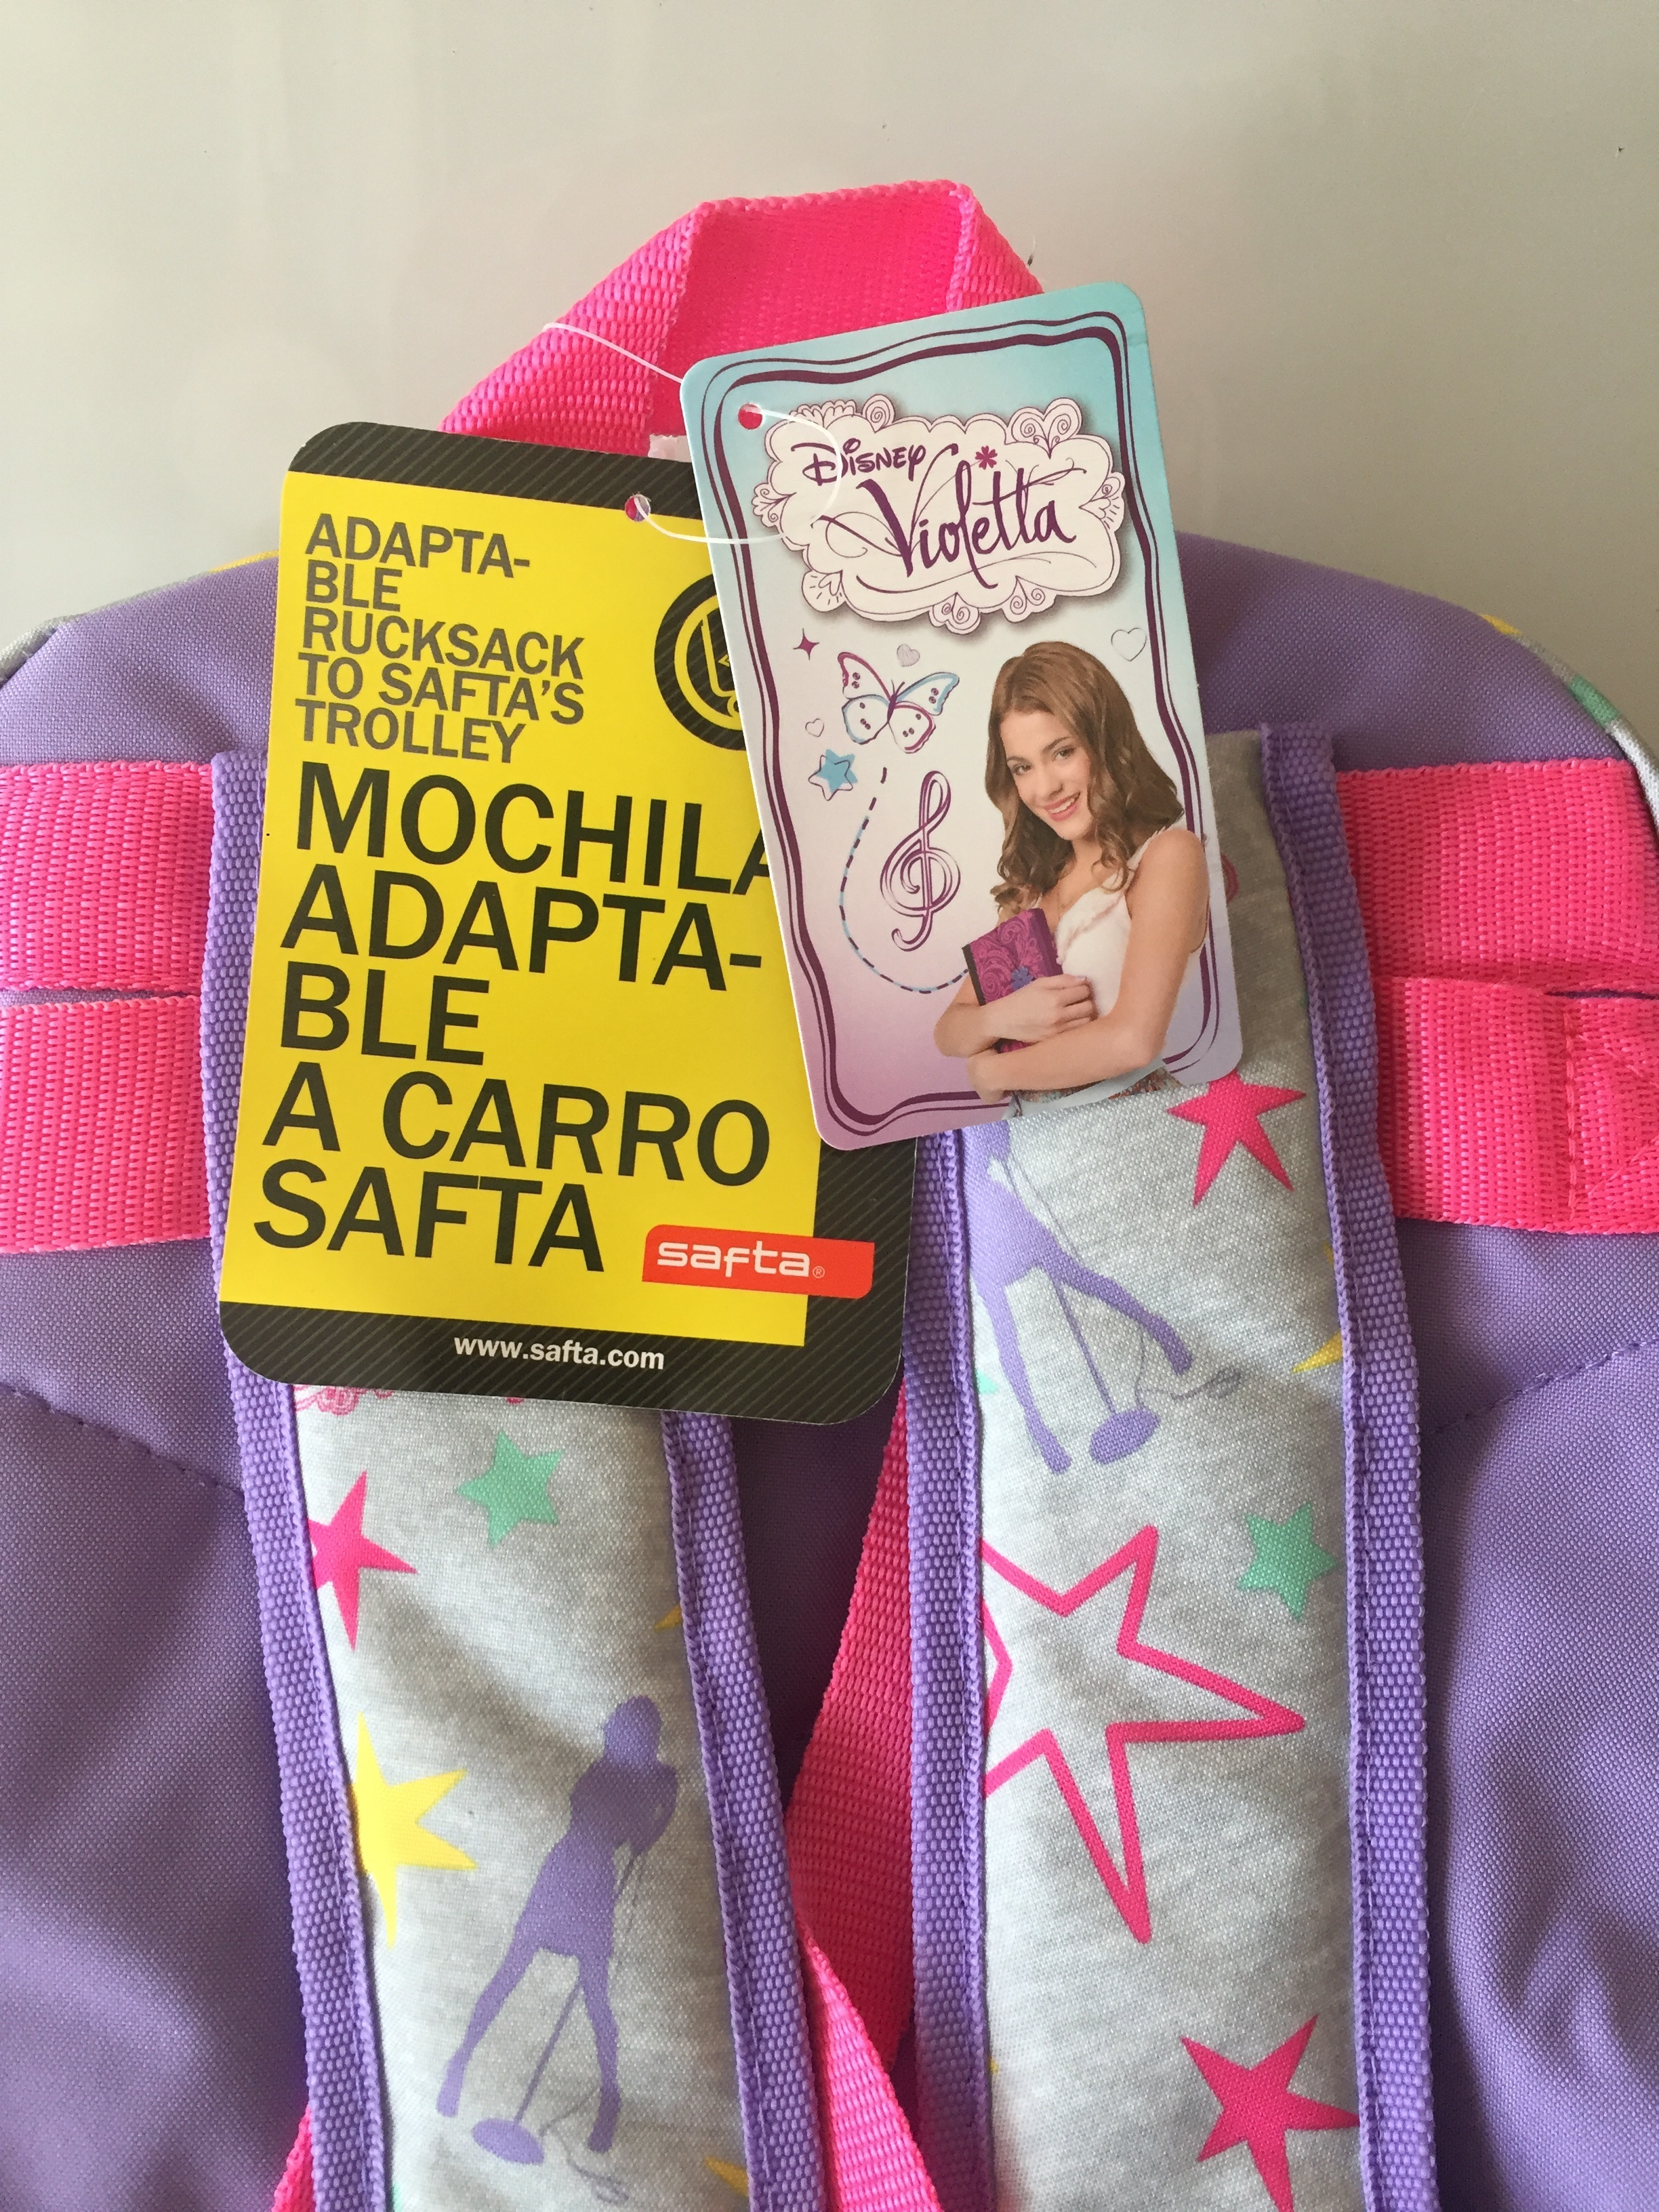 ADAPTA-
BLE
RUCKSACK
TO SAFTA'S
TROLLEY
MOCHILA
ADAPTA-
BLE
A CARRO
SAFTA
safta®
www.safta.com
Disney
Violetta